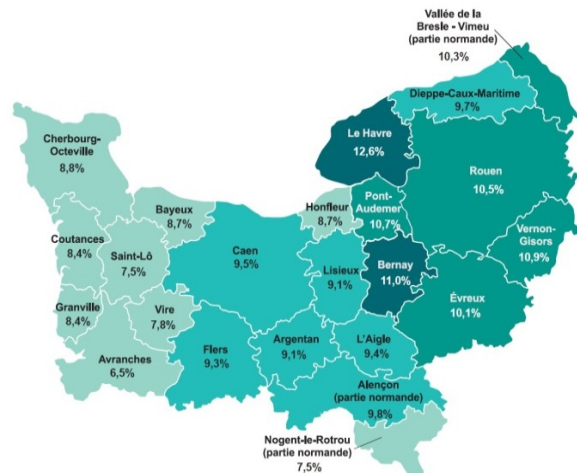 Vallée de la
Bresle - Vimeu
(partie normande)
10,3%
Dieppe-Caux-Maritime
9,7%
Le Havre
12,6%
Cherbourg-
Octeville
8,8%
Rouen
10,5%
Bayeux
8,7%
Honfleur
8,7%
Pont-
Audemer
10,7%
Vernon-
Gisors
10,9%
Coutances
8,4%
Saint-Lô
7,5%
Caen
9,5%
Lisieux
9,1%
Bernay
11,0%
Évreux
10,1%
Granville
8,4%
Vire
7,8%
Flers
9,3%
Argentan
9,1%
L'Aigle
9,4%
Avranches
6,5%
Alençon
(partie normande)
9,8%
Nogent-le-Rotrou
(partie normande)
7,5%